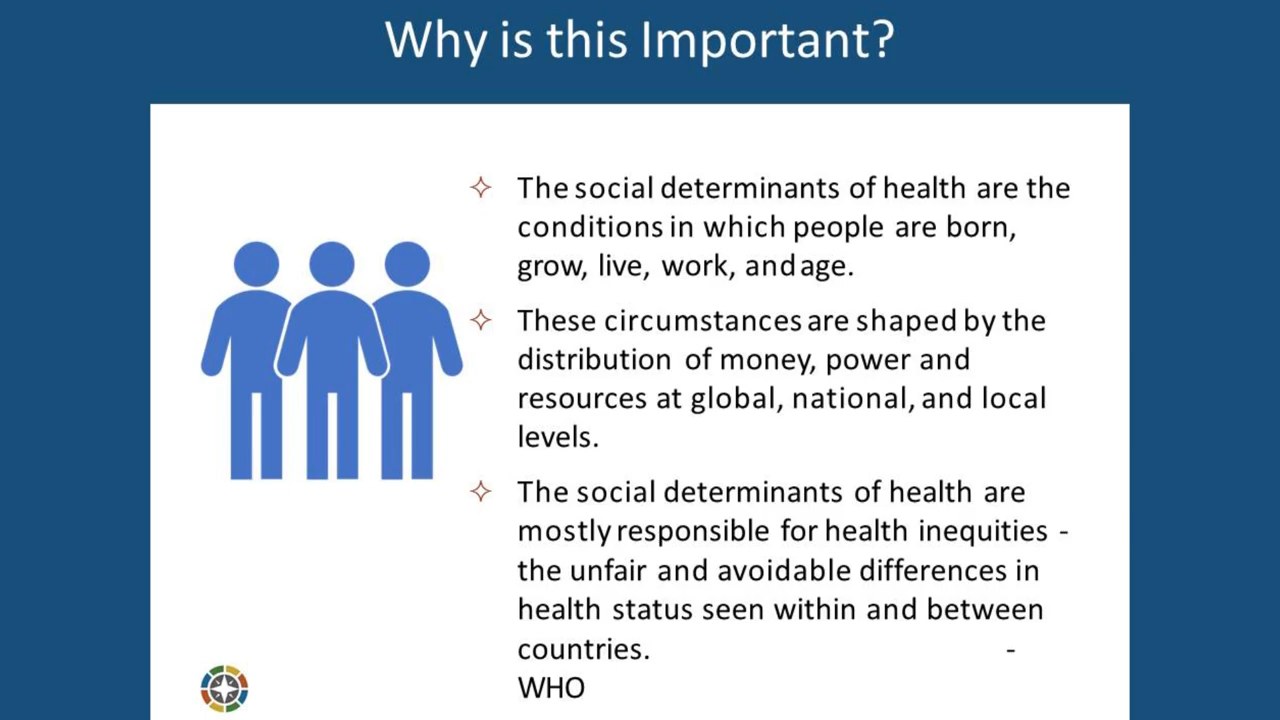 Why is this Important?
The social determinants of health are the
conditions in which people are born,
grow, live, work, and age.
These circumstances are shaped by the
distribution of money, power and
resources at global, national, and local
levels.
The social determinants of health are
mostly responsible for health inequities -
the unfair and avoidable differences in
health status seen within and between
countries. -
WHO